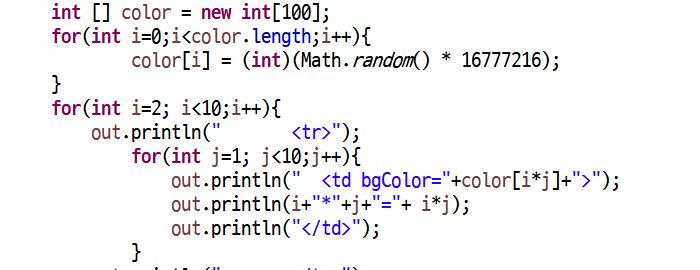 int [] color = new int[100];
for(int i=0;i<color.length;i++){
color[i] = (int)(Math.random() * 16777216);
}
for(int i=2; i<10;i++){
out.println("       <tr>");
for(int j=1; j<10;j++){
out.println("  <td bgColor="+color[i*j]+">");
out.println(i+"*"+j+"="+ i*j);
out.println("</td>");
}